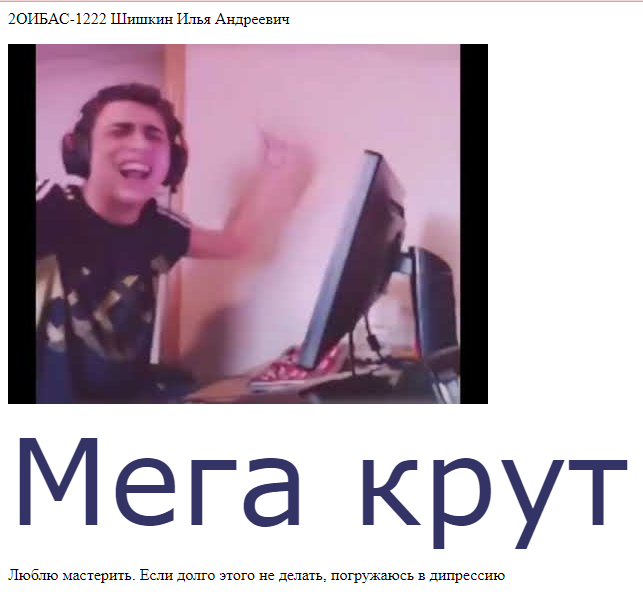 2ОИБАС-1222 Шишкин Илья Андреевич
Мега крут
Люблю мастерить. Если долго этого не делать, погружаюсь в дипрессию